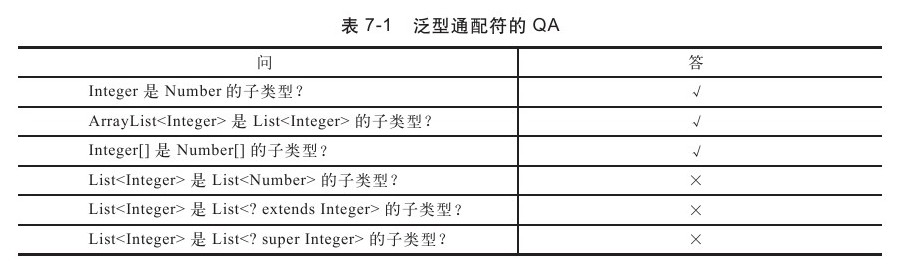 表 7-1 泛型通配符的 QA
问 答
Integer 是 Number 的子类型？ √
ArrayList<Integer> 是 List<Integer> 的子类型？ √
Integer[] 是 Number[] 的子类型？ √
List<Integer> 是 List<Number> 的子类型？ ×
List<Integer> 是 List<? extends Integer> 的子类型？ ×
List<Integer> 是 List<? super Integer> 的子类型？ ×